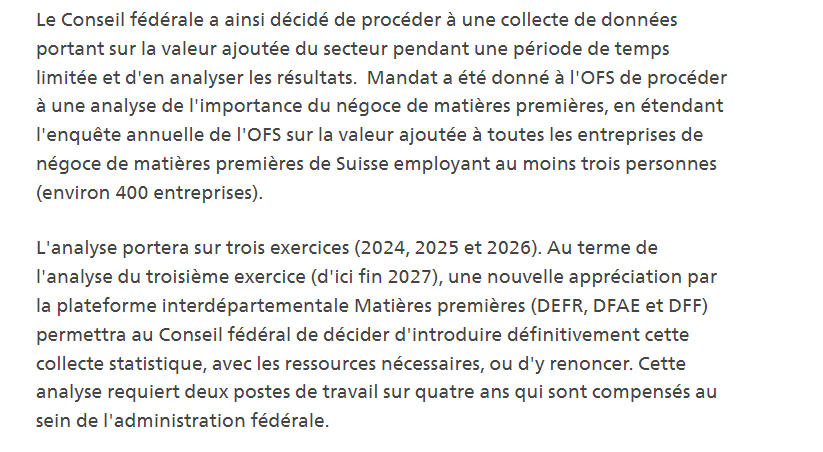 Le Conseil fédérale a ainsi décidé de procéder à une collecte de données
portant sur la valeur ajoutée du secteur pendant une période de temps
limitée et d'en analyser les résultats.  Mandat a été donné à l'OFS de procéder
à une analyse de l'importance du négoce de matières premières, en étendant
l'enquête annuelle de l'OFS sur la valeur ajoutée à toutes les entreprises de
négoce de matières premières de Suisse employant au moins trois personnes
(environ 400 entreprises).
L'analyse portera sur trois exercices (2024, 2025 et 2026). Au terme de
l'analyse du troisième exercice (d'ici fin 2027), une nouvelle appréciation par
la plateforme interdépartementale Matières premières (DEFR, DFAE et DFF)
permettra au Conseil fédéral de décider d'introduire définitivement cette
collecte statistique, avec les ressources nécessaires, ou d'y renoncer. Cette
analyse requiert deux postes de travail sur quatre ans qui sont compensés au
sein de l'administration fédérale.